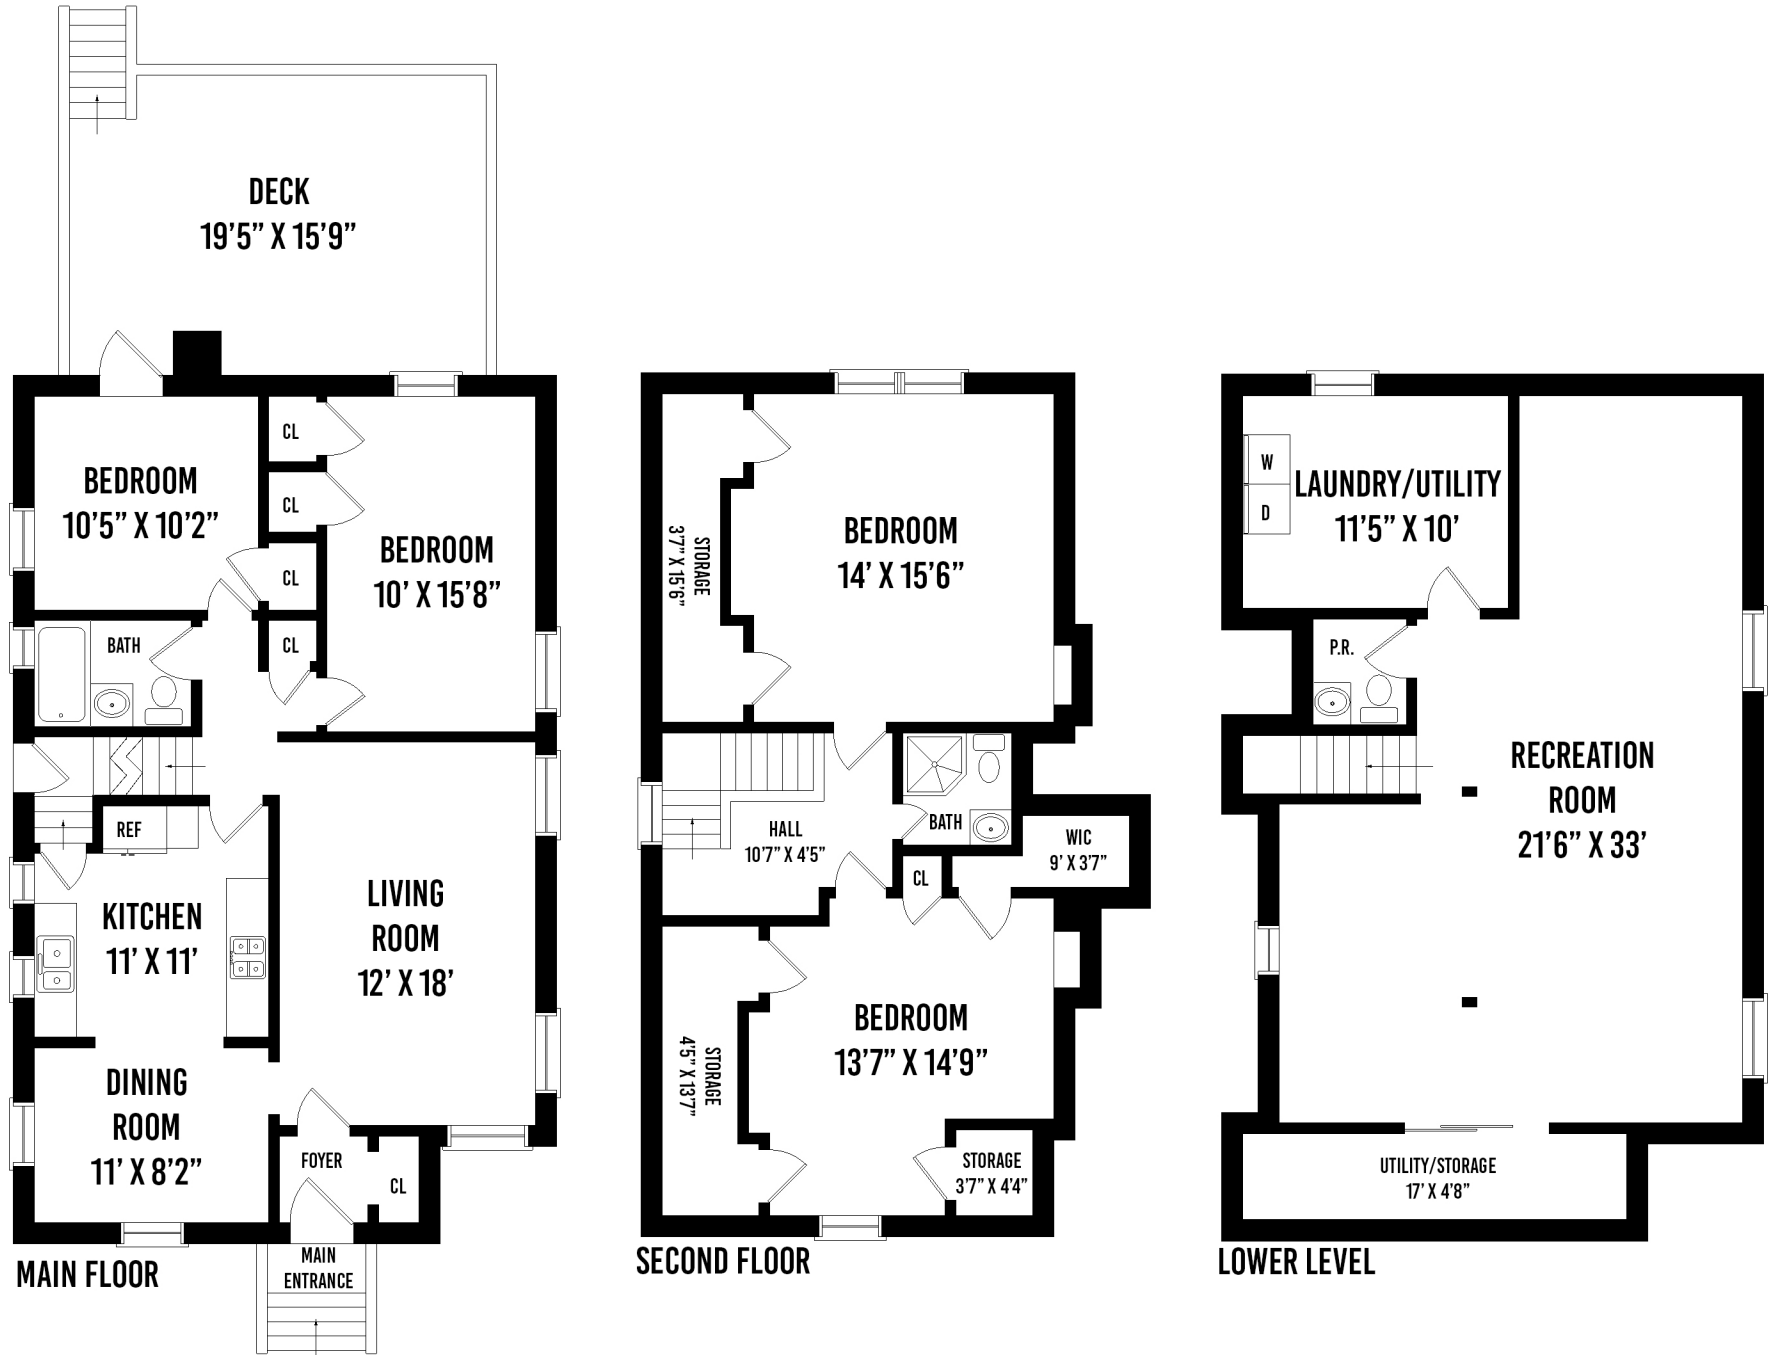 DECK
19’5” X 15’9”
BEDROOM
10’5” X 10’2”
CL
CL
CL
CL
BEDROOM
10’ X 15’8”
BATH
REF
KITCHEN
11’ X 11’
LIVING
ROOM
12’ X 18’
DINING
ROOM
11’ X 8’2”
FOYER
CL
MAIN
ENTRANCE
MAIN FLOOR
STORAGE
3’7” X 15’6”
BEDROOM
14’ X 15’6”
HALL
10’7” X 4’5”
BATH
WIC
9’ X 3’7”
CL
STORAGE
4’5” X 13’7”
BEDROOM
13’7” X 14’9”
STORAGE
3’7” X 4’4”
SECOND FLOOR
W
D
LAUNDRY/UTILITY
11’5” X 10’
P.R.
RECREATION
ROOM
21’6” X 33’
UTILITY/STORAGE
17’ X 4’8”
LOWER LEVEL